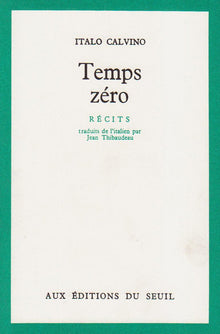 ITALO CALVINO
Temps
zéro
RÉCITS
traduits de l'italien par
Jean Thibaudeau
AUX ÉDITIONS DU SEUIL